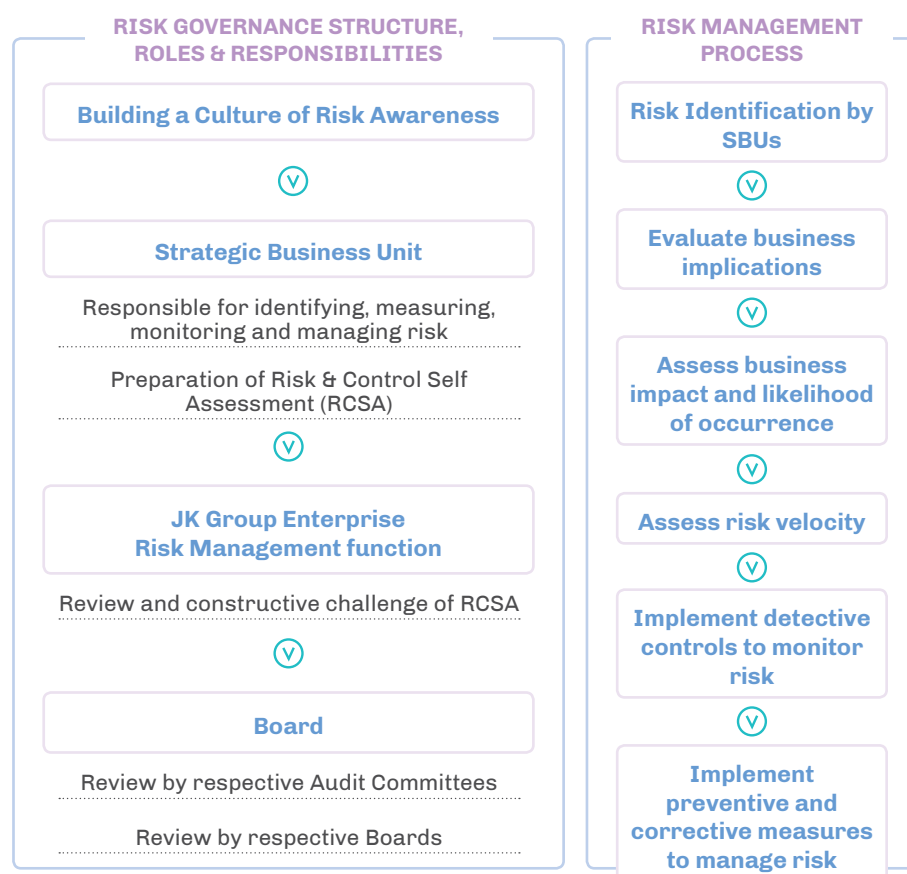 RISK GOVERNANCE STRUCTURE,
ROLES & RESPONSIBILITIES
Building a Culture of Risk Awareness
Strategic Business Unit
Responsible for identifying, measuring,
monitoring and managing risk
Preparation of Risk & Control Self
Assessment (RCSA)
JK Group Enterprise
Risk Management function
Review and constructive challenge of RCSA
Board
Review by respective Audit Committees
Review by respective Boards
RISK MANAGEMENT
PROCESS
Risk Identification by
SBUs
Evaluate business
implications
Assess business
impact and likelihood
of occurrence
Assess risk velocity
Implement detective
controls to monitor
risk
Implement
preventive and
corrective measures
to manage risk